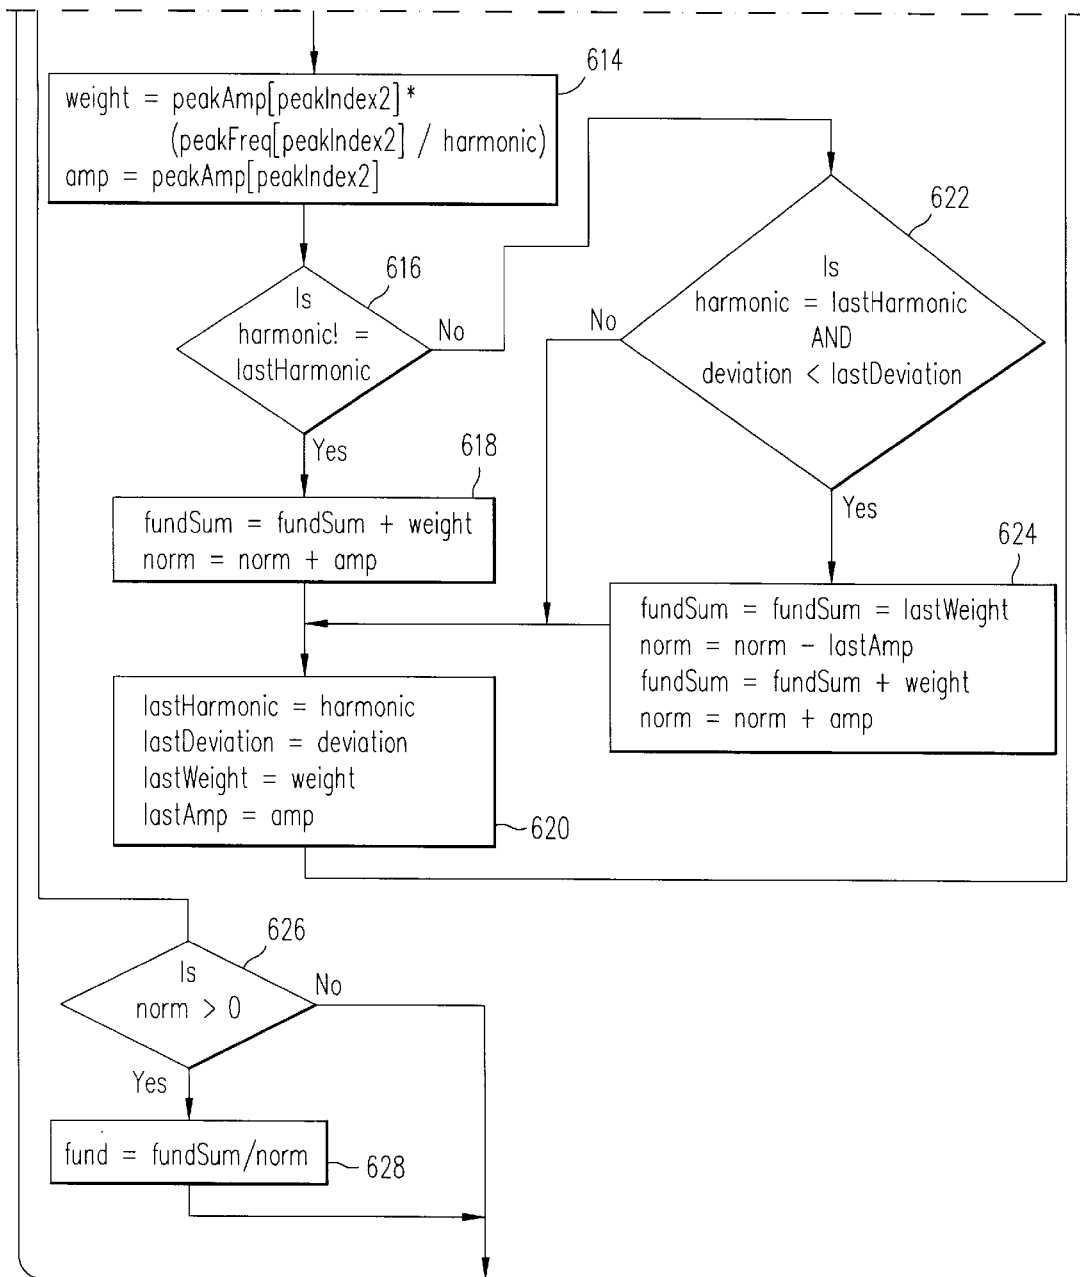 614
weight = peakAmp[peakIndex2]*
(peakFreq[peakIndex2] / harmonic)
amp = peakAmp[peakIndex2]
616
Is
harmonic! =
lastHarmonic
No
Yes
622
Is
harmonic = lastHarmonic
AND
deviation < lastDeviation
No
Yes
618
fundSum = fundSum + weight
norm = norm + amp
624
fundSum = fundSum = lastWeight
norm = norm - lastAmp
fundSum = fundSum + weight
norm = norm + amp
lastHarmonic = harmonic
lastDeviation = deviation
lastWeight = weight
lastAmp = amp
620
626
Is
norm > 0
No
Yes
fund = fundSum/norm
628